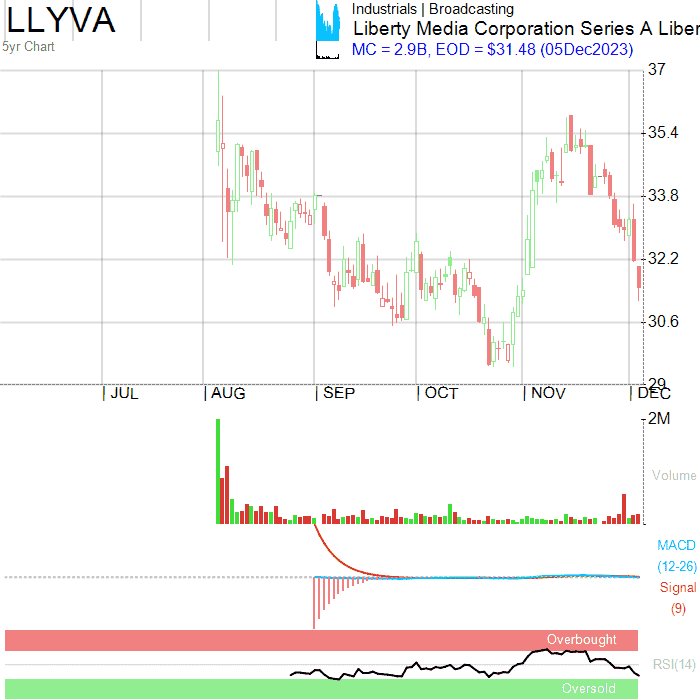 LLYVA
5yr Chart
Industrials | Broadcasting
Liberty Media Corporation Series A Liber
MC = 2.9B, EOD = $31.48 (05Dec2023)
37
35.4
33.8
32.2
30.6
29
| JUL | AUG | SEP | OCT | NOV | DEC
2M
Volume
MACD
(12-26)
Signal
(9)
Overbought
RSI(14)
Oversold